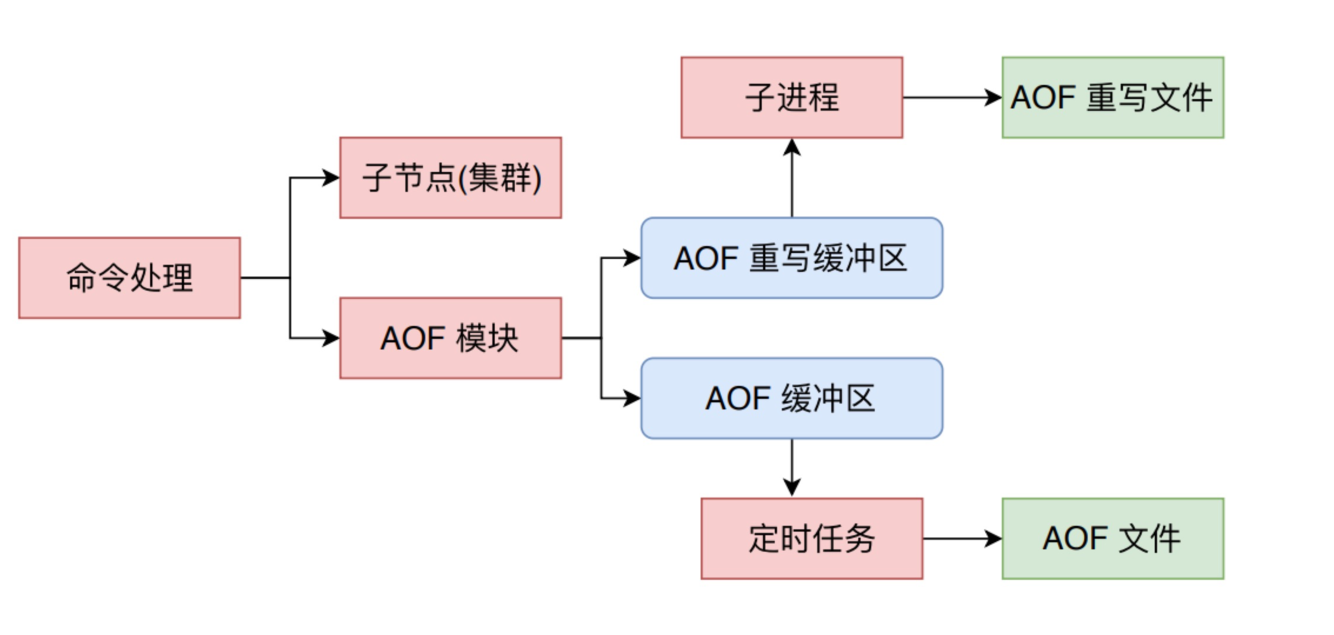 子进程
AOF 重写文件
子节点(集群)
AOF 重写缓冲区
命令处理
AOF 模块
AOF 缓冲区
定时任务
AOF 文件